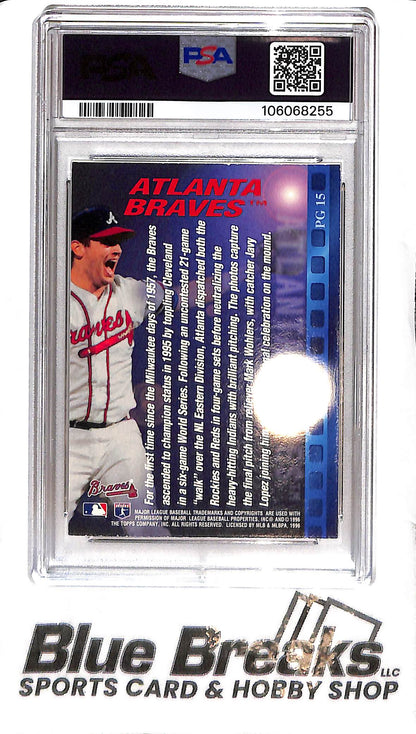 PSA
PSA
106068255
ATLANTA
BRAVES™
PG 15
A
Braves
For the first time since the Milwaukee days of 1957, the Braves
ascended to champion status in 1995 by toppling Cleveland
in a six-game World Series. Following an uncontested 21-game
"walk" over the NL Eastern Division, Atlanta dispatched both the
Rockies and Reds in four-game sets before neutralizing the
heavy-hitting Indians with brilliant pitching. The photos capture
the final pitch from reliever Mark Wohlers, with catcher Javy
Lopez joining him celebration on the mound.
Braves
MAJOR LEAGUE BASEBALL TRADEMARKS AND COPYRIGHTS ARE USED WITH
PERMISSION OF MAJOR LEAGUE BASEBALL PROPERTIES, INC. © 1996
THE TOPPS COMPANY, INC. ALL RIGHTS RESERVED. LICENSED BY MLB & MLBPA, 1996
Blue Breaks LLC
SPORTS CARD & HOBBY SHOP